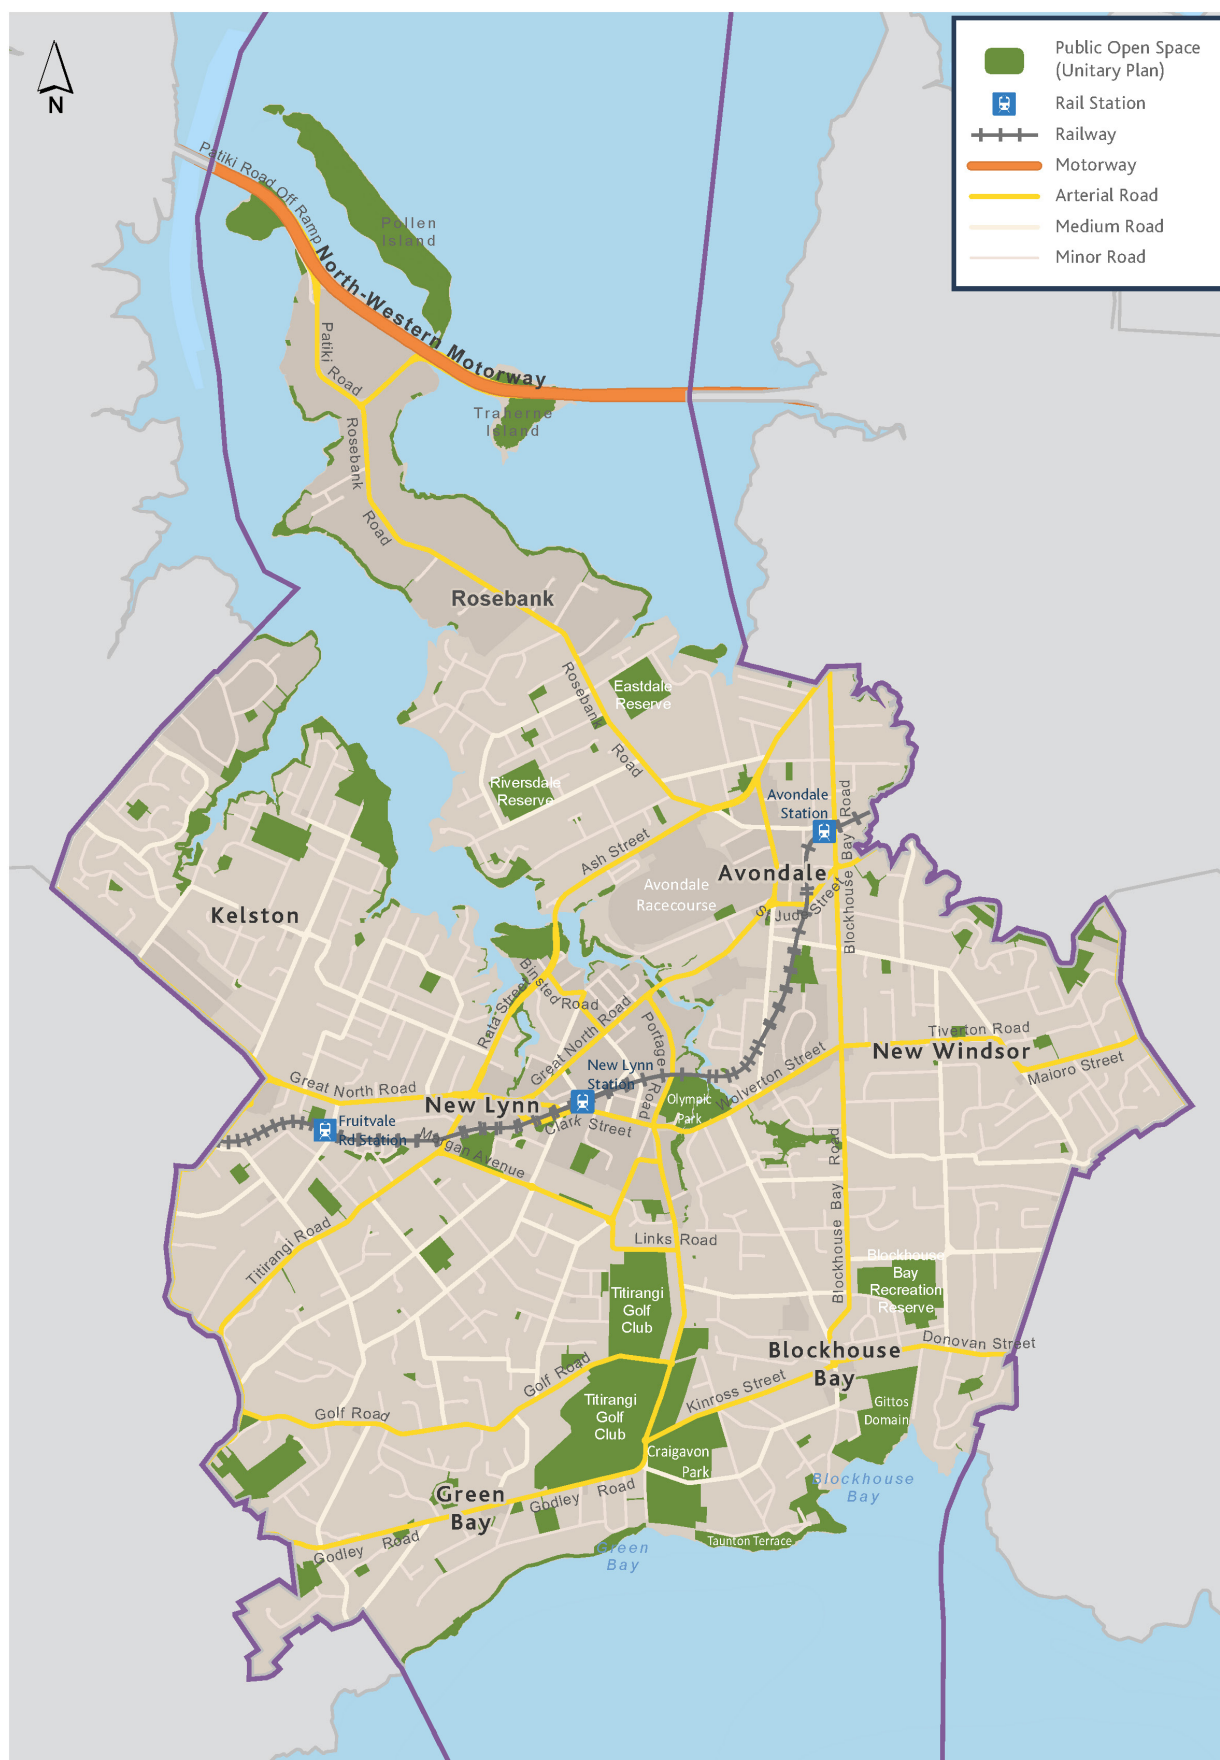 Public Open Space
(Unitary Plan)
Rail Station
Railway
Motorway
Arterial Road
Medium Road
Minor Road
N
Patiki Road Off Ramp
Pollen
Island
North-Western Motorway
Patiki Road
Traherne
Island
Rosebank
Road
Rosebank
Rosebank
Road
Eastdale
Reserve
Riversdale
Reserve
Avondale
Station
Blockhouse Bay Road
Ash Street
Avondale
Avondale
Racecourse
St Jude Street
Kelston
Binsted Road
Rata Street
Great North Road
Portage Road
Tiverton Road
New Windsor
Maioro Street
Wolverton Street
New Lynn
Station
Great North Road
Olympic
Park
New Lynn
Clark Street
Fruitvale
Rd Station
Margan Avenue
Blockhouse Bay Road
Titirangi Road
Links Road
Blockhouse
Bay
Recreation
Reserve
Titirangi
Golf
Club
Donovan Street
Blockhouse
Bay
Golf Road
Kinross Street
Gittos
Domain
Titirangi
Golf
Club
Golf Road
Craigavon
Park
Blockhouse
Bay
Green
Bay
Godley Road
Taunton Terrace
Godley Road
Green
Bay